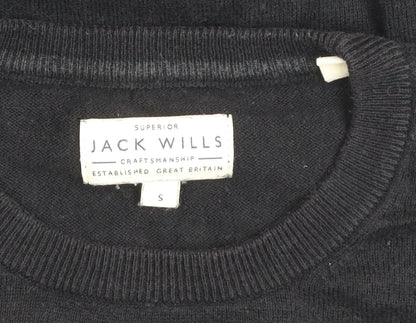 SUPERIOR
JACK WILLS
CRAFTSMANSHIP
ESTABLISHED GREAT BRITAIN
S